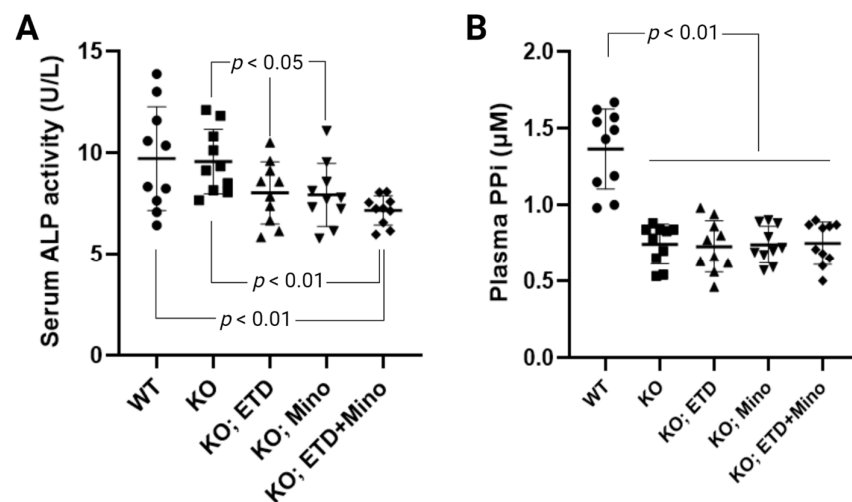 A
Serum ALP activity (U/L)
15
10
5
0
p < 0.05
p < 0.01
p < 0.01
WT
KO
KO; ETD
KO; Mino
KO; ETD+Mino
B
Plasma PPi (µM)
2.0
1.5
1.0
0.5
0.0
p < 0.01
WT
KO
KO; ETD
KO; Mino
KO; ETD+Mino